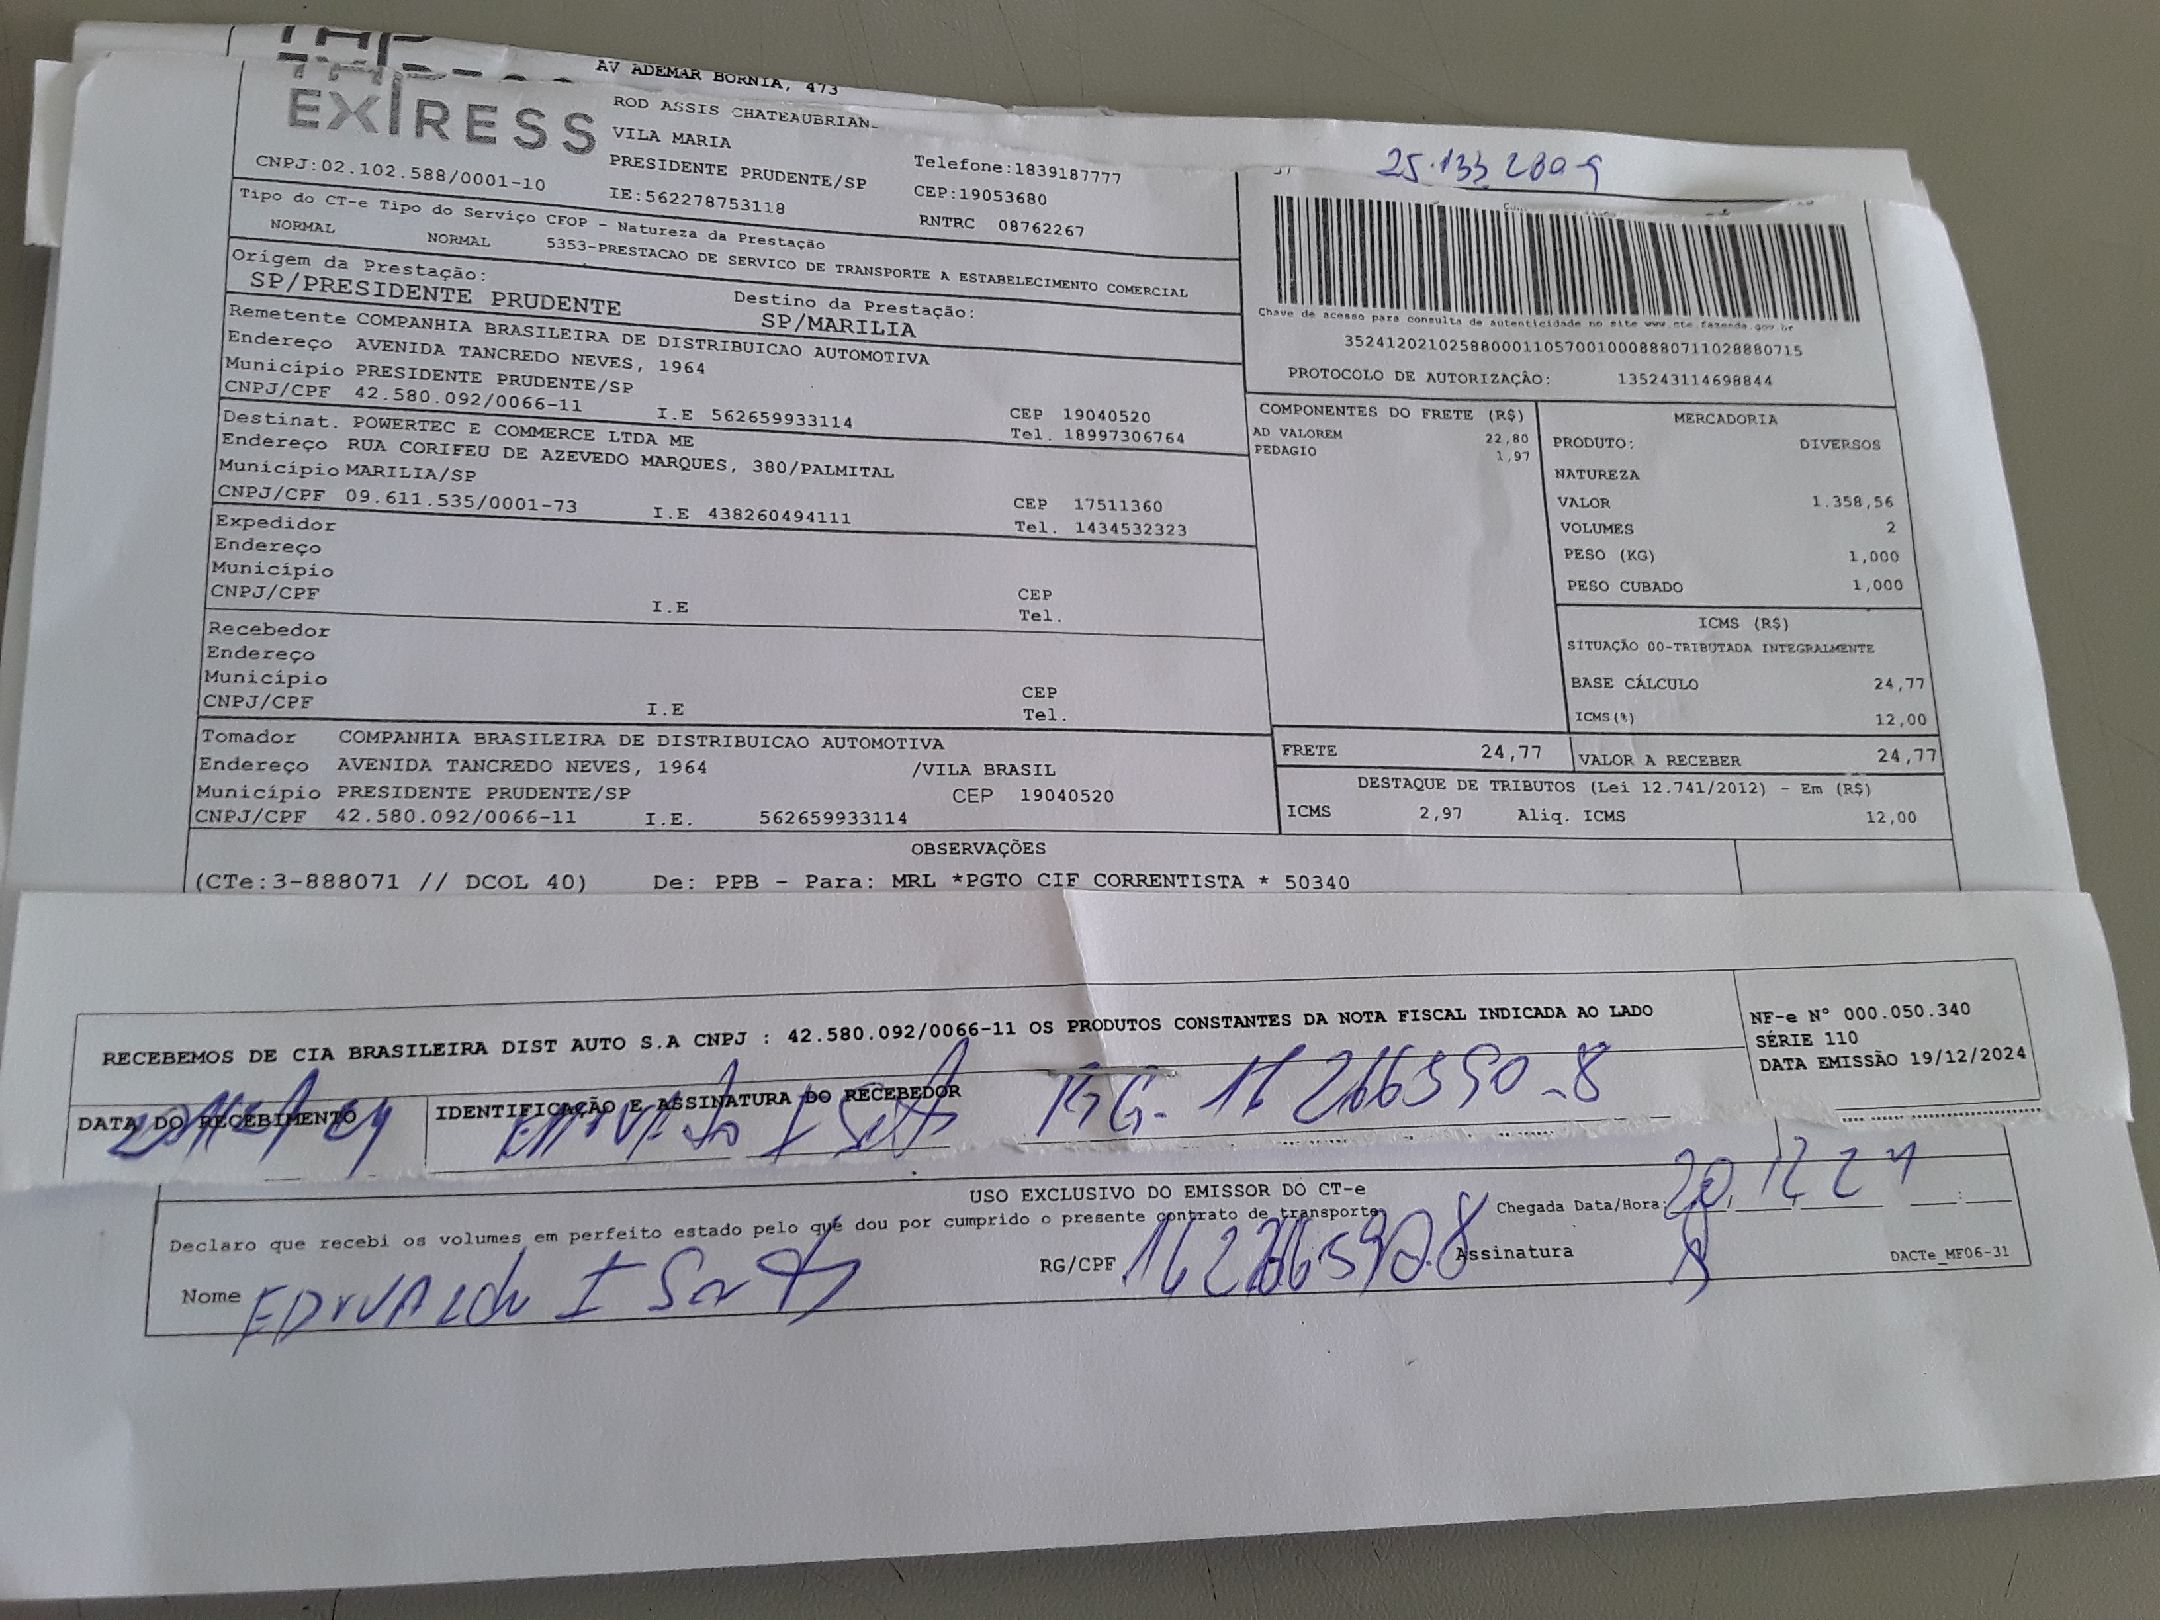 AV ADEMAR BORNIA, 473
EXPRESS
ROD ASSIS CHATEAUBRIAN
VILA MARIA
PRESIDENTE PRUDENTE/SP
Telefone:1839187777
CNPJ:02.102.588/0001-10
IE:562278753118
CEP:19053680
RNTRC 08762267
Tipo do CT-e Tipo do Serviço CFOP - Natureza da Prestação
NORMAL NORMAL 5353-PRESTACAO DE SERVICO DE TRANSPORTE A ESTABELECIMENTO COMERCIAL
Origem da Prestação: Destino da Prestação:
SP/PRESIDENTE PRUDENTE SP/MARILIA
Remetente COMPANHIA BRASILEIRA DE DISTRIBUICAO AUTOMOTIVA
Endereço AVENIDA TANCREDO NEVES, 1964
Município PRESIDENTE PRUDENTE/SP CEP 19040520
CNPJ/CPF 42.580.092/0066-11 I.E 562659933114 Tel. 18997306764
Destinat. POWERTEC E COMMERCE LTDA ME
Endereço RUA CORIFEU DE AZEVEDO MARQUES, 380/PALMITAL
Município MARILIA/SP CEP 17511360
CNPJ/CPF 09.611.535/0001-73 I.E 438260494111 Tel. 1434532323
Expedidor
Endereço
Município CEP
CNPJ/CPF I.E Tel.
Recebedor
Endereço
Município CEP
CNPJ/CPF I.E Tel.
Tomador COMPANHIA BRASILEIRA DE DISTRIBUICAO AUTOMOTIVA
Endereço AVENIDA TANCREDO NEVES, 1964 /VILA BRASIL
Município PRESIDENTE PRUDENTE/SP CEP 19040520
CNPJ/CPF 42.580.092/0066-11 I.E. 562659933114
Chave de acesso para consulta de autenticidade no site www.cte.fazenda.gov.br
35241202102588000110570010008880711028880715
PROTOCOLO DE AUTORIZAÇÃO: 135243114698844
COMPONENTES DO FRETE (R$)
AD VALOREM 22,80
PEDAGIO 1,97
MERCADORIA
PRODUTO: DIVERSOS
NATUREZA
VALOR 1.358,56
VOLUMES 2
PESO (KG) 1,000
PESO CUBADO 1,000
ICMS (R$)
SITUAÇÃO 00-TRIBUTADA INTEGRALMENTE
BASE CÁLCULO 24,77
ICMS(%) 12,00
FRETE 24,77 VALOR A RECEBER 24,77
DESTAQUE DE TRIBUTOS (Lei 12.741/2012) - Em (R$)
ICMS 2,97 Aliq. ICMS 12,00
OBSERVAÇÕES
(CTe:3-888071 // DCOL 40) De: PPB - Para: MRL *PGTO CIF CORRENTISTA * 50340
RECEBEMOS DE CIA BRASILEIRA DIST AUTO S.A CNPJ : 42.580.092/0066-11 OS PRODUTOS CONSTANTES DA NOTA FISCAL INDICADA AO LADO
NF-e N° 000.050.340
SÉRIE 110
DATA EMISSÃO 19/12/2024
DATA DO RECEBIMENTO IDENTIFICAÇÃO E ASSINATURA DO RECEBEDOR
USO EXCLUSIVO DO EMISSOR DO CT-e
Declaro que recebi os volumes em perfeito estado pelo que dou por cumprido o presente contrato de transporte
Chegada Data/Hora: 20,12,24
Nome EDIVALDO I RG/CPF Assinatura
DACTe_MF06-31